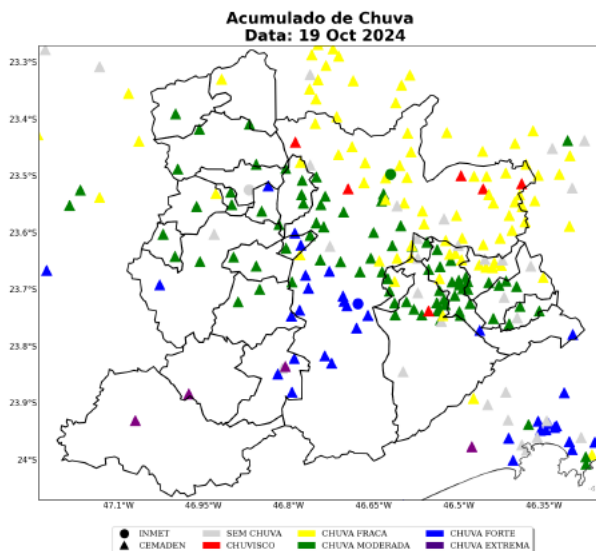 Acumulado de Chuva
Data: 19 Oct 2024
23.3°S
23.4°S
23.5°S
23.6°S
23.7°S
23.8°S
23.9°S
24°S
47.1°W 46.95°W 46.8°W 46.65°W 46.5°W 46.35°W
INMET SEM CHUVA CHUVA FRACA CHUVA FORTE
CEMADEN CHUVISCO CHUVA MODERADA CHUVA EXTREMA